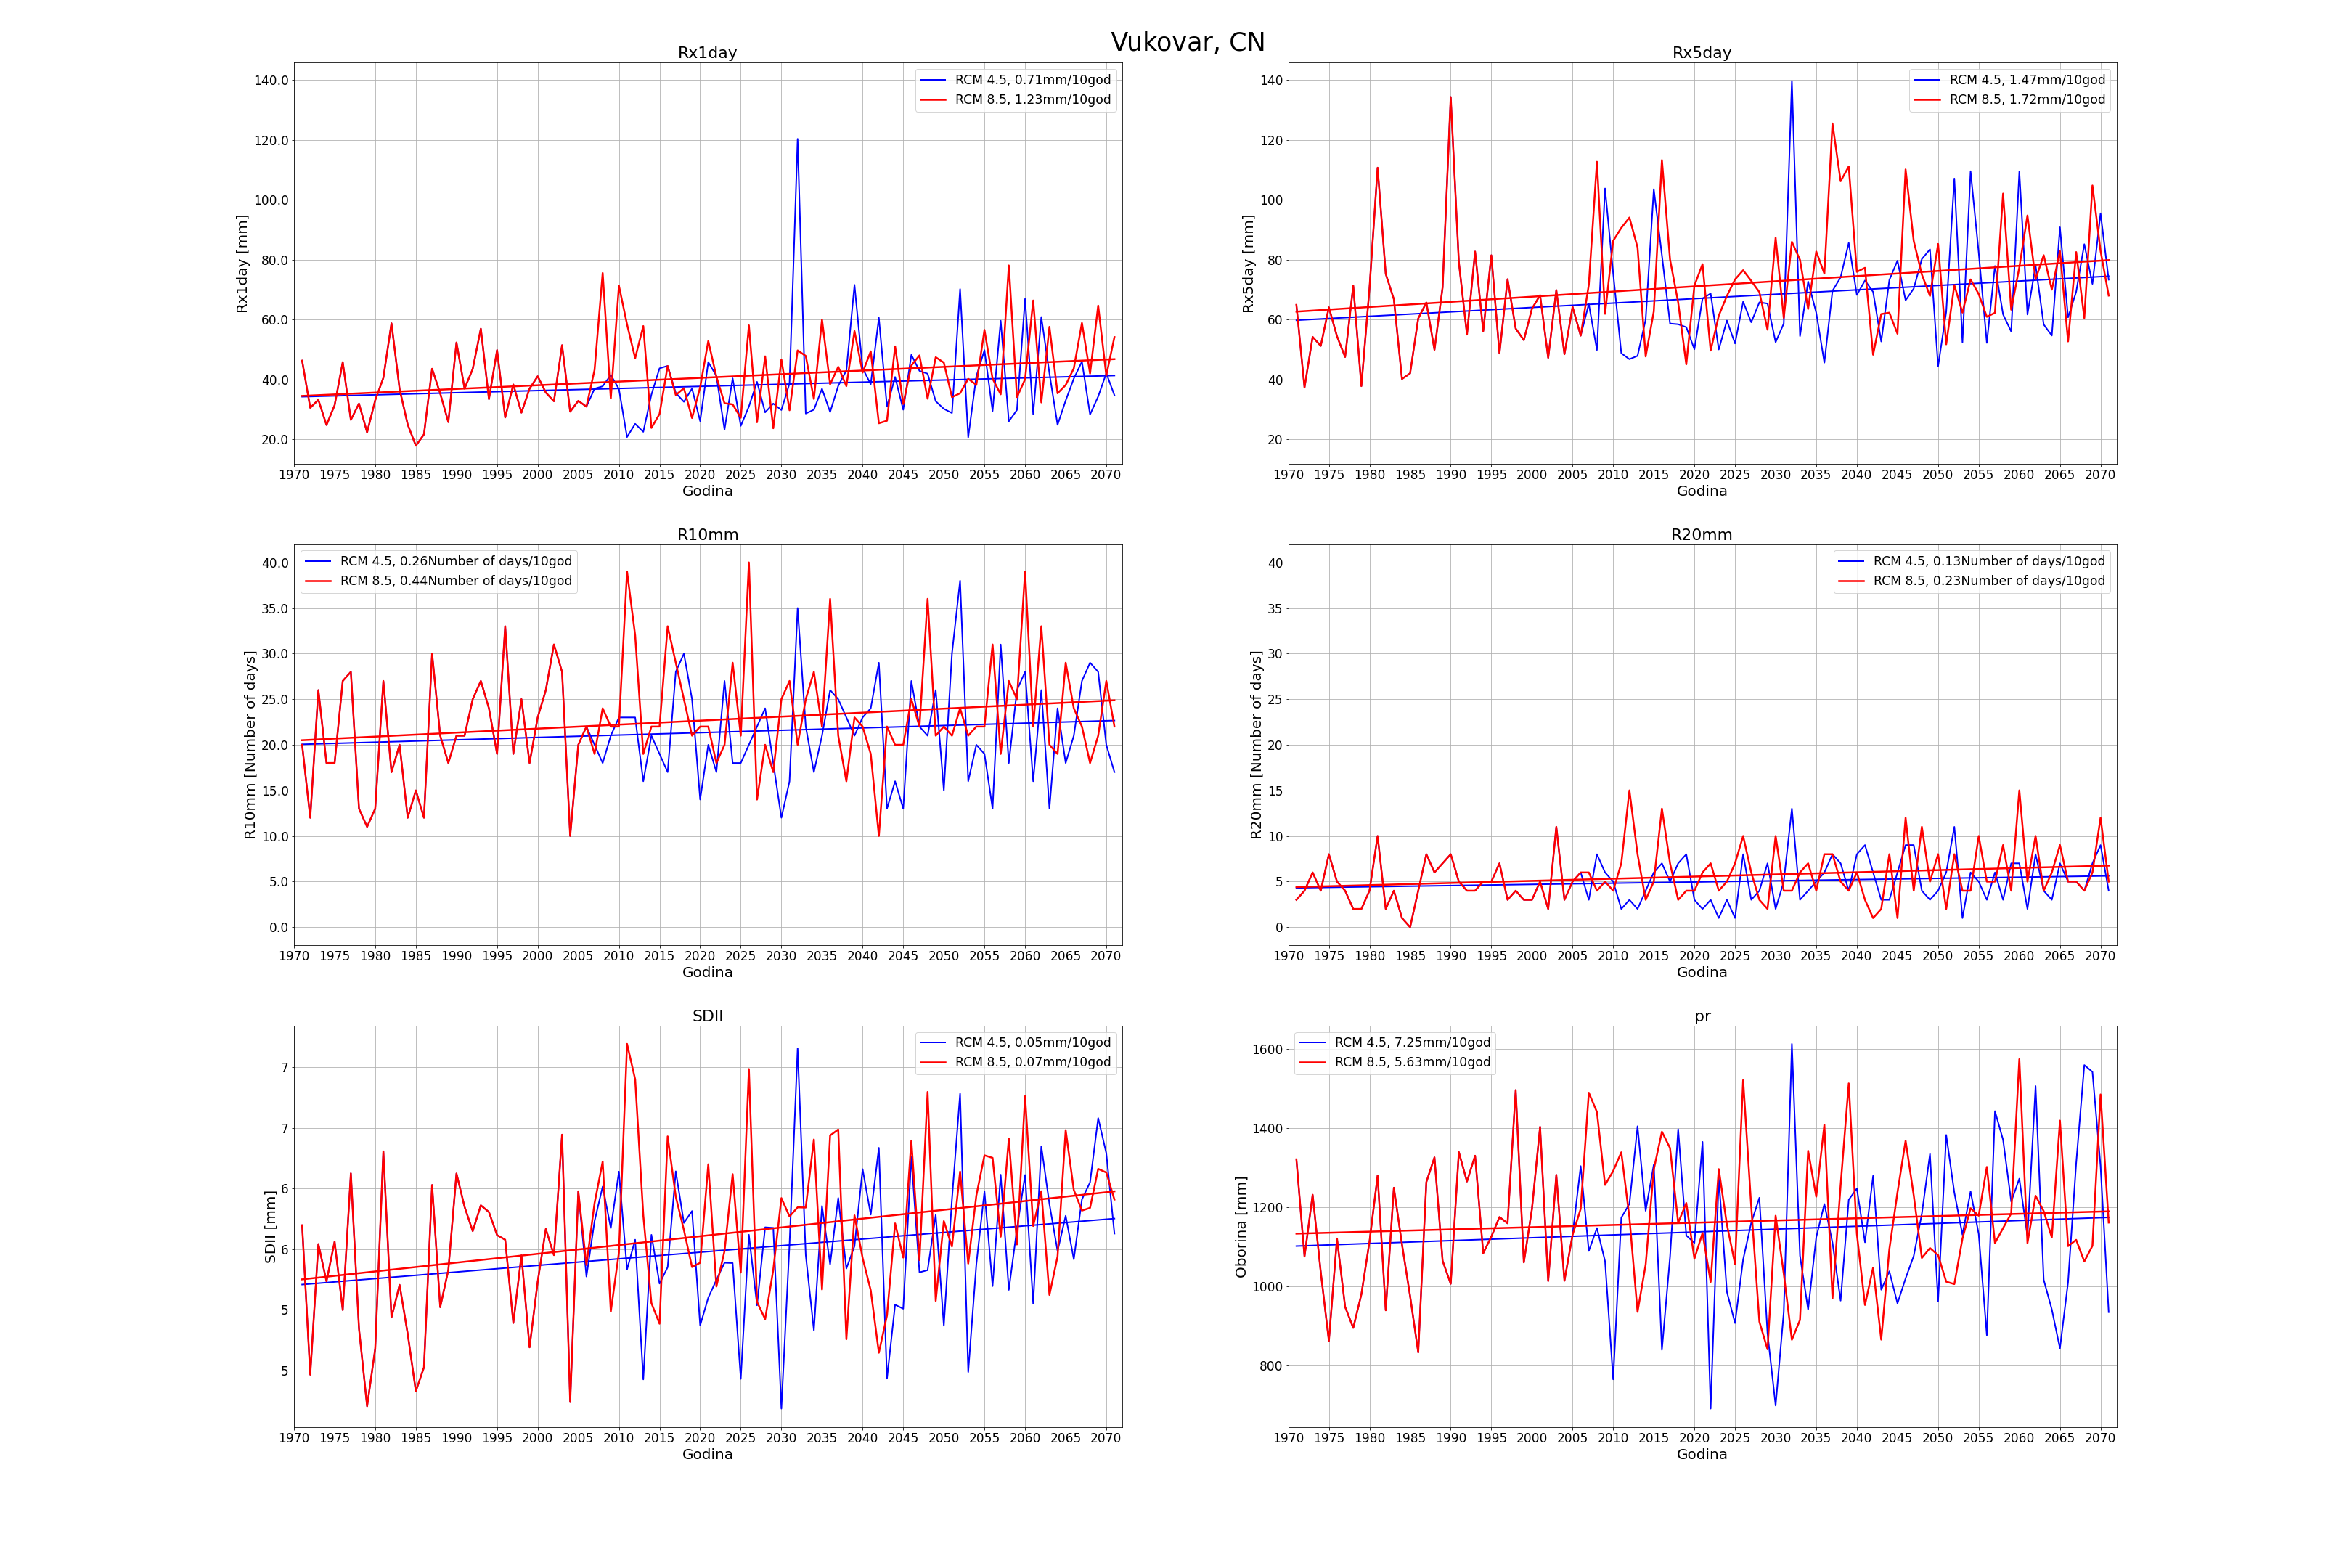 Vukovar, CN
Rx1day
RCM 4.5, 0.71mm/10god
RCM 8.5, 1.23mm/10god
Rx1day [mm]
140.0
120.0
100.0
80.0
60.0
40.0
20.0
1970 1975 1980 1985 1990 1995 2000 2005 2010 2015 2020 2025 2030 2035 2040 2045 2050 2055 2060 2065 2070
Godina
Rx5day
RCM 4.5, 1.47mm/10god
RCM 8.5, 1.72mm/10god
Rx5day [mm]
140
120
100
80
60
40
20
1970 1975 1980 1985 1990 1995 2000 2005 2010 2015 2020 2025 2030 2035 2040 2045 2050 2055 2060 2065 2070
Godina
R10mm
RCM 4.5, 0.26Number of days/10god
RCM 8.5, 0.44Number of days/10god
R10mm [Number of days]
40.0
35.0
30.0
25.0
20.0
15.0
10.0
5.0
0.0
1970 1975 1980 1985 1990 1995 2000 2005 2010 2015 2020 2025 2030 2035 2040 2045 2050 2055 2060 2065 2070
Godina
R20mm
RCM 4.5, 0.13Number of days/10god
RCM 8.5, 0.23Number of days/10god
R20mm [Number of days]
40
35
30
25
20
15
10
5
0
1970 1975 1980 1985 1990 1995 2000 2005 2010 2015 2020 2025 2030 2035 2040 2045 2050 2055 2060 2065 2070
Godina
SDII
RCM 4.5, 0.05mm/10god
RCM 8.5, 0.07mm/10god
SDII [mm]
7
7
6
6
5
5
1970 1975 1980 1985 1990 1995 2000 2005 2010 2015 2020 2025 2030 2035 2040 2045 2050 2055 2060 2065 2070
Godina
pr
RCM 4.5, 7.25mm/10god
RCM 8.5, 5.63mm/10god
Oborina [mm]
1600
1400
1200
1000
800
1970 1975 1980 1985 1990 1995 2000 2005 2010 2015 2020 2025 2030 2035 2040 2045 2050 2055 2060 2065 2070
Godina